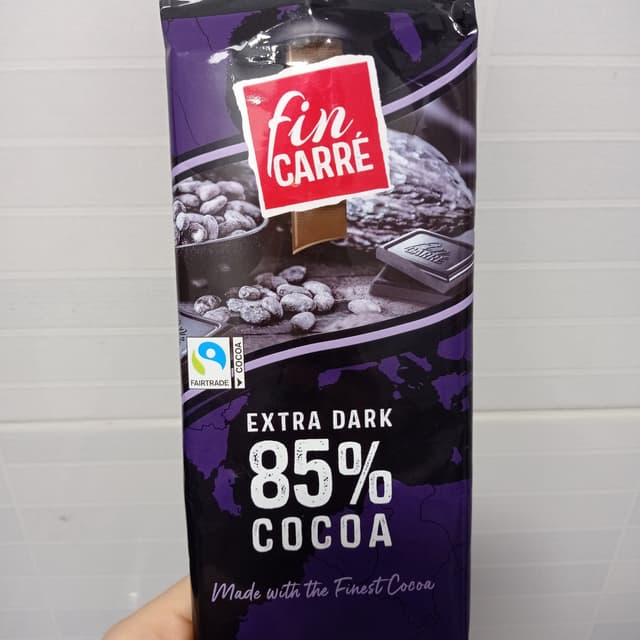 fin
CARRÉ
FAIRTRADE
COCOA
EXTRA DARK
85%
COCOA
Made with the Finest Cocoa